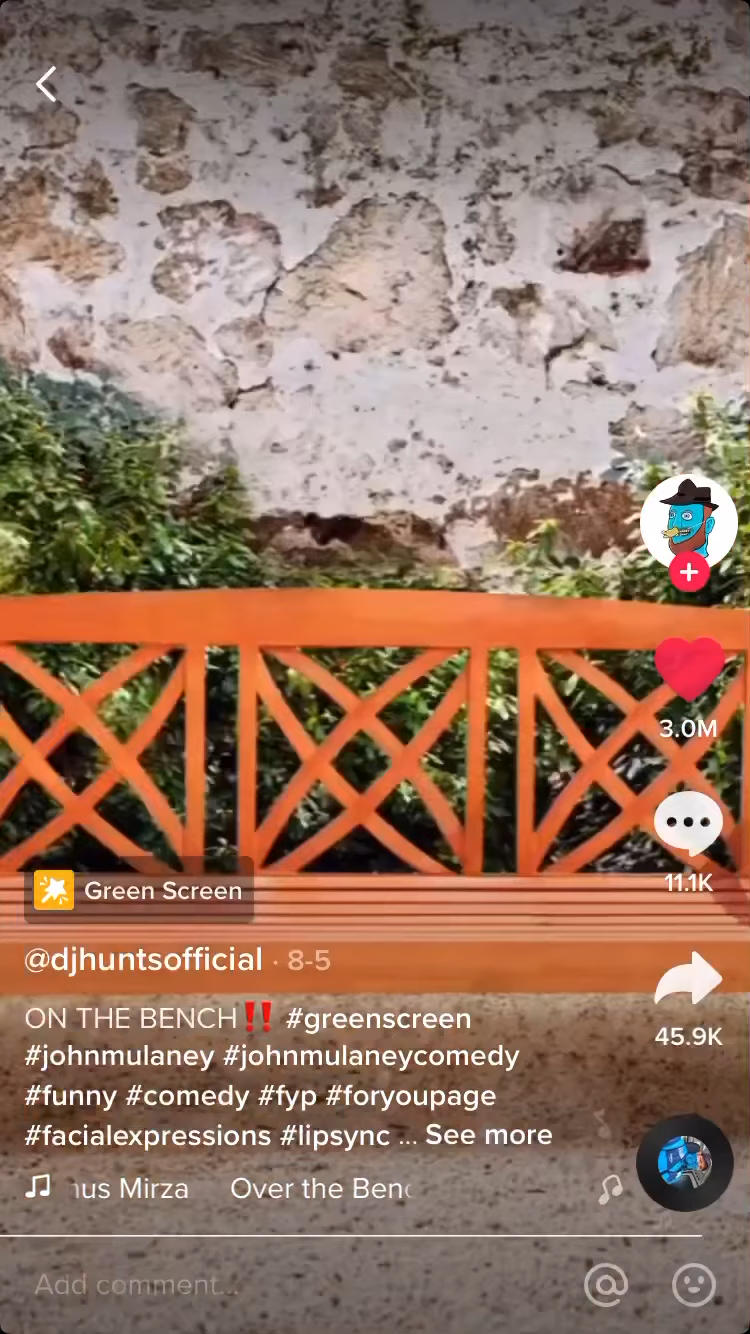 3.0M
11.1K
Green Screen
@djhuntsofficial · 8-5
ON THE BENCH‼️ #greenscreen
#johnmulaney #johnmulaneycomedy
#funny #comedy #fyp #foryoupage
#facialexpressions #lipsync ... See more
45.9K
Mirza Over the
Add comment...